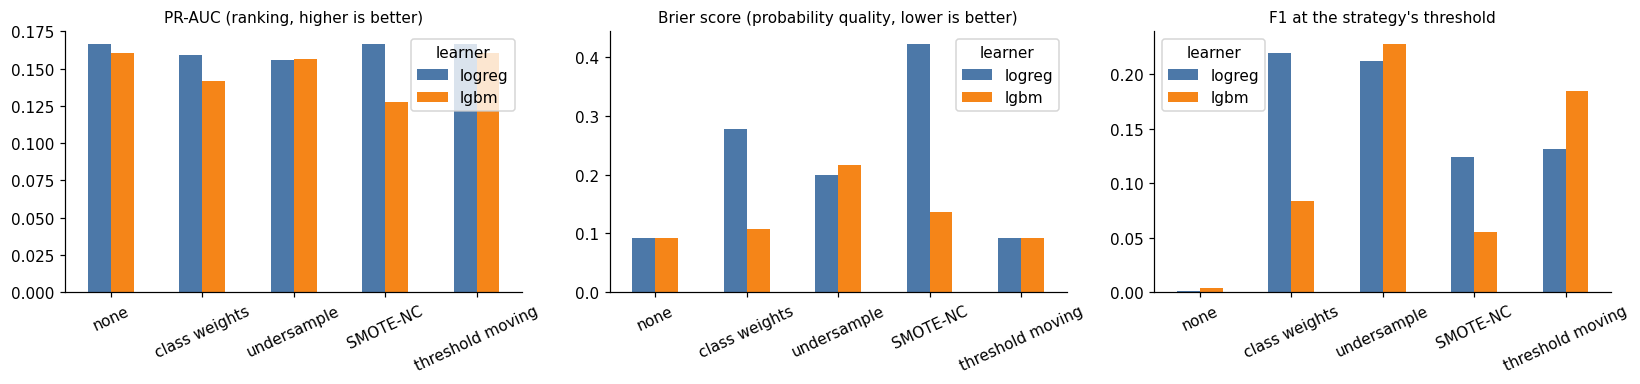 PR-AUC (ranking, higher is better)
0.175
0.150
0.125
0.100
0.075
0.050
0.025
0.000
learner
logreg
lgbm
none
class weights
undersample
SMOTE-NC
threshold moving
Brier score (probability quality, lower is better)
0.4
0.3
0.2
0.1
0.0
learner
logreg
lgbm
none
class weights
undersample
SMOTE-NC
threshold moving
F1 at the strategy's threshold
0.20
0.15
0.10
0.05
0.00
learner
logreg
lgbm
none
class weights
undersample
SMOTE-NC
threshold moving